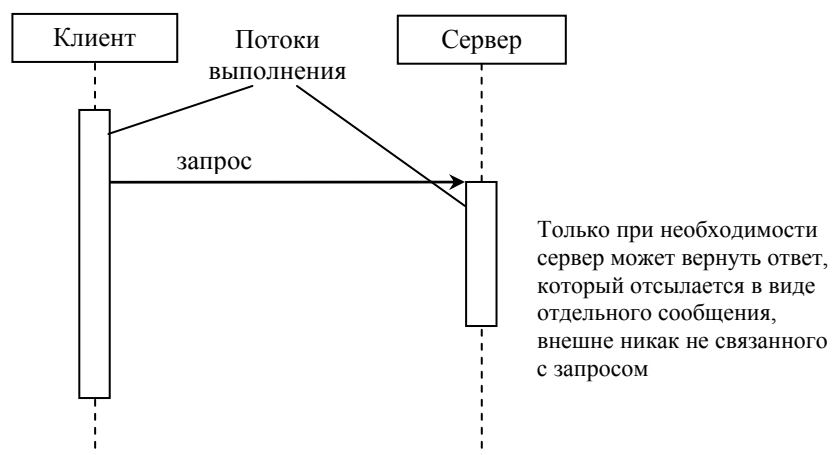 Клиент
Потоки
выполнения
Сервер
запрос
Только при необходимости
сервер может вернуть ответ,
который отсылается в виде
отдельного сообщения,
внешне никак не связанного
с запросом